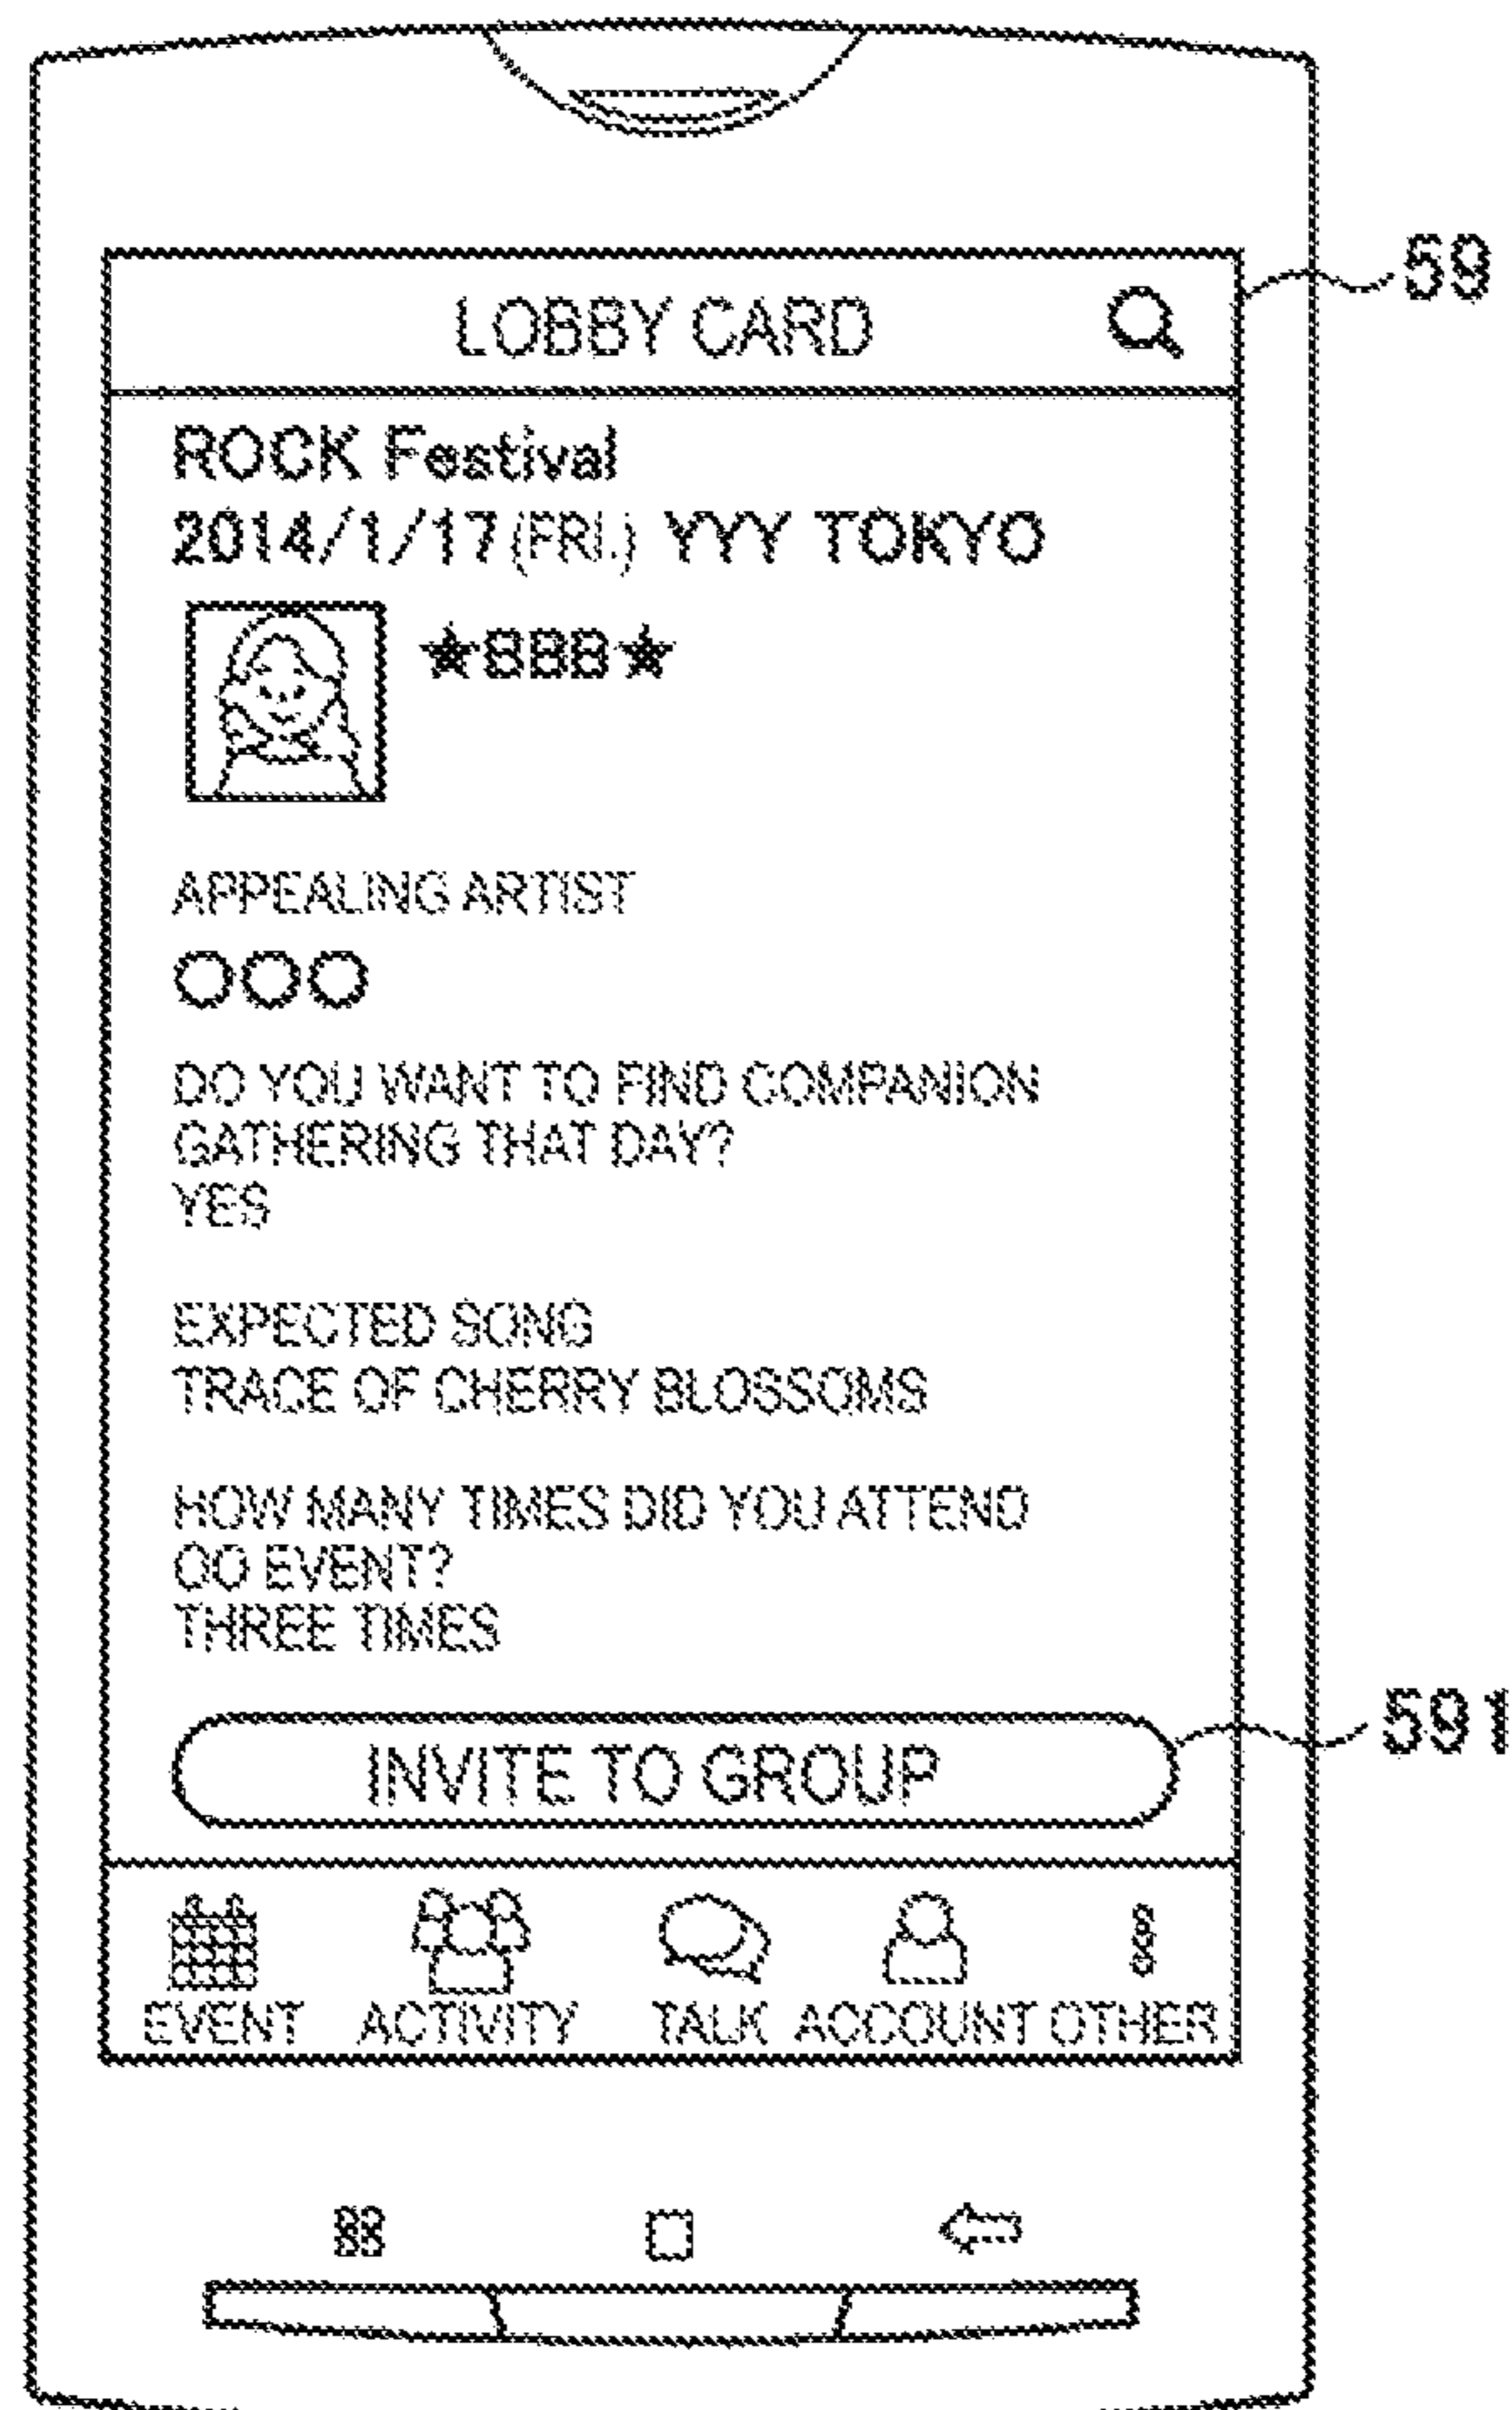 LOBBY CARD
59
ROCK Festival
2014/1/17(FRI.) YYY TOKYO
★BBB★
APPEALING ARTIST
○○○
DO YOU WANT TO FIND COMPANION
GATHERING THAT DAY?
YES
EXPECTED SONG
TRACE OF CHERRY BLOSSOMS
HOW MANY TIMES DID YOU ATTEND
OO EVENT?
THREE TIMES
INVITE TO GROUP
591
EVENT ACTIVITY TALK ACCOUNT OTHER